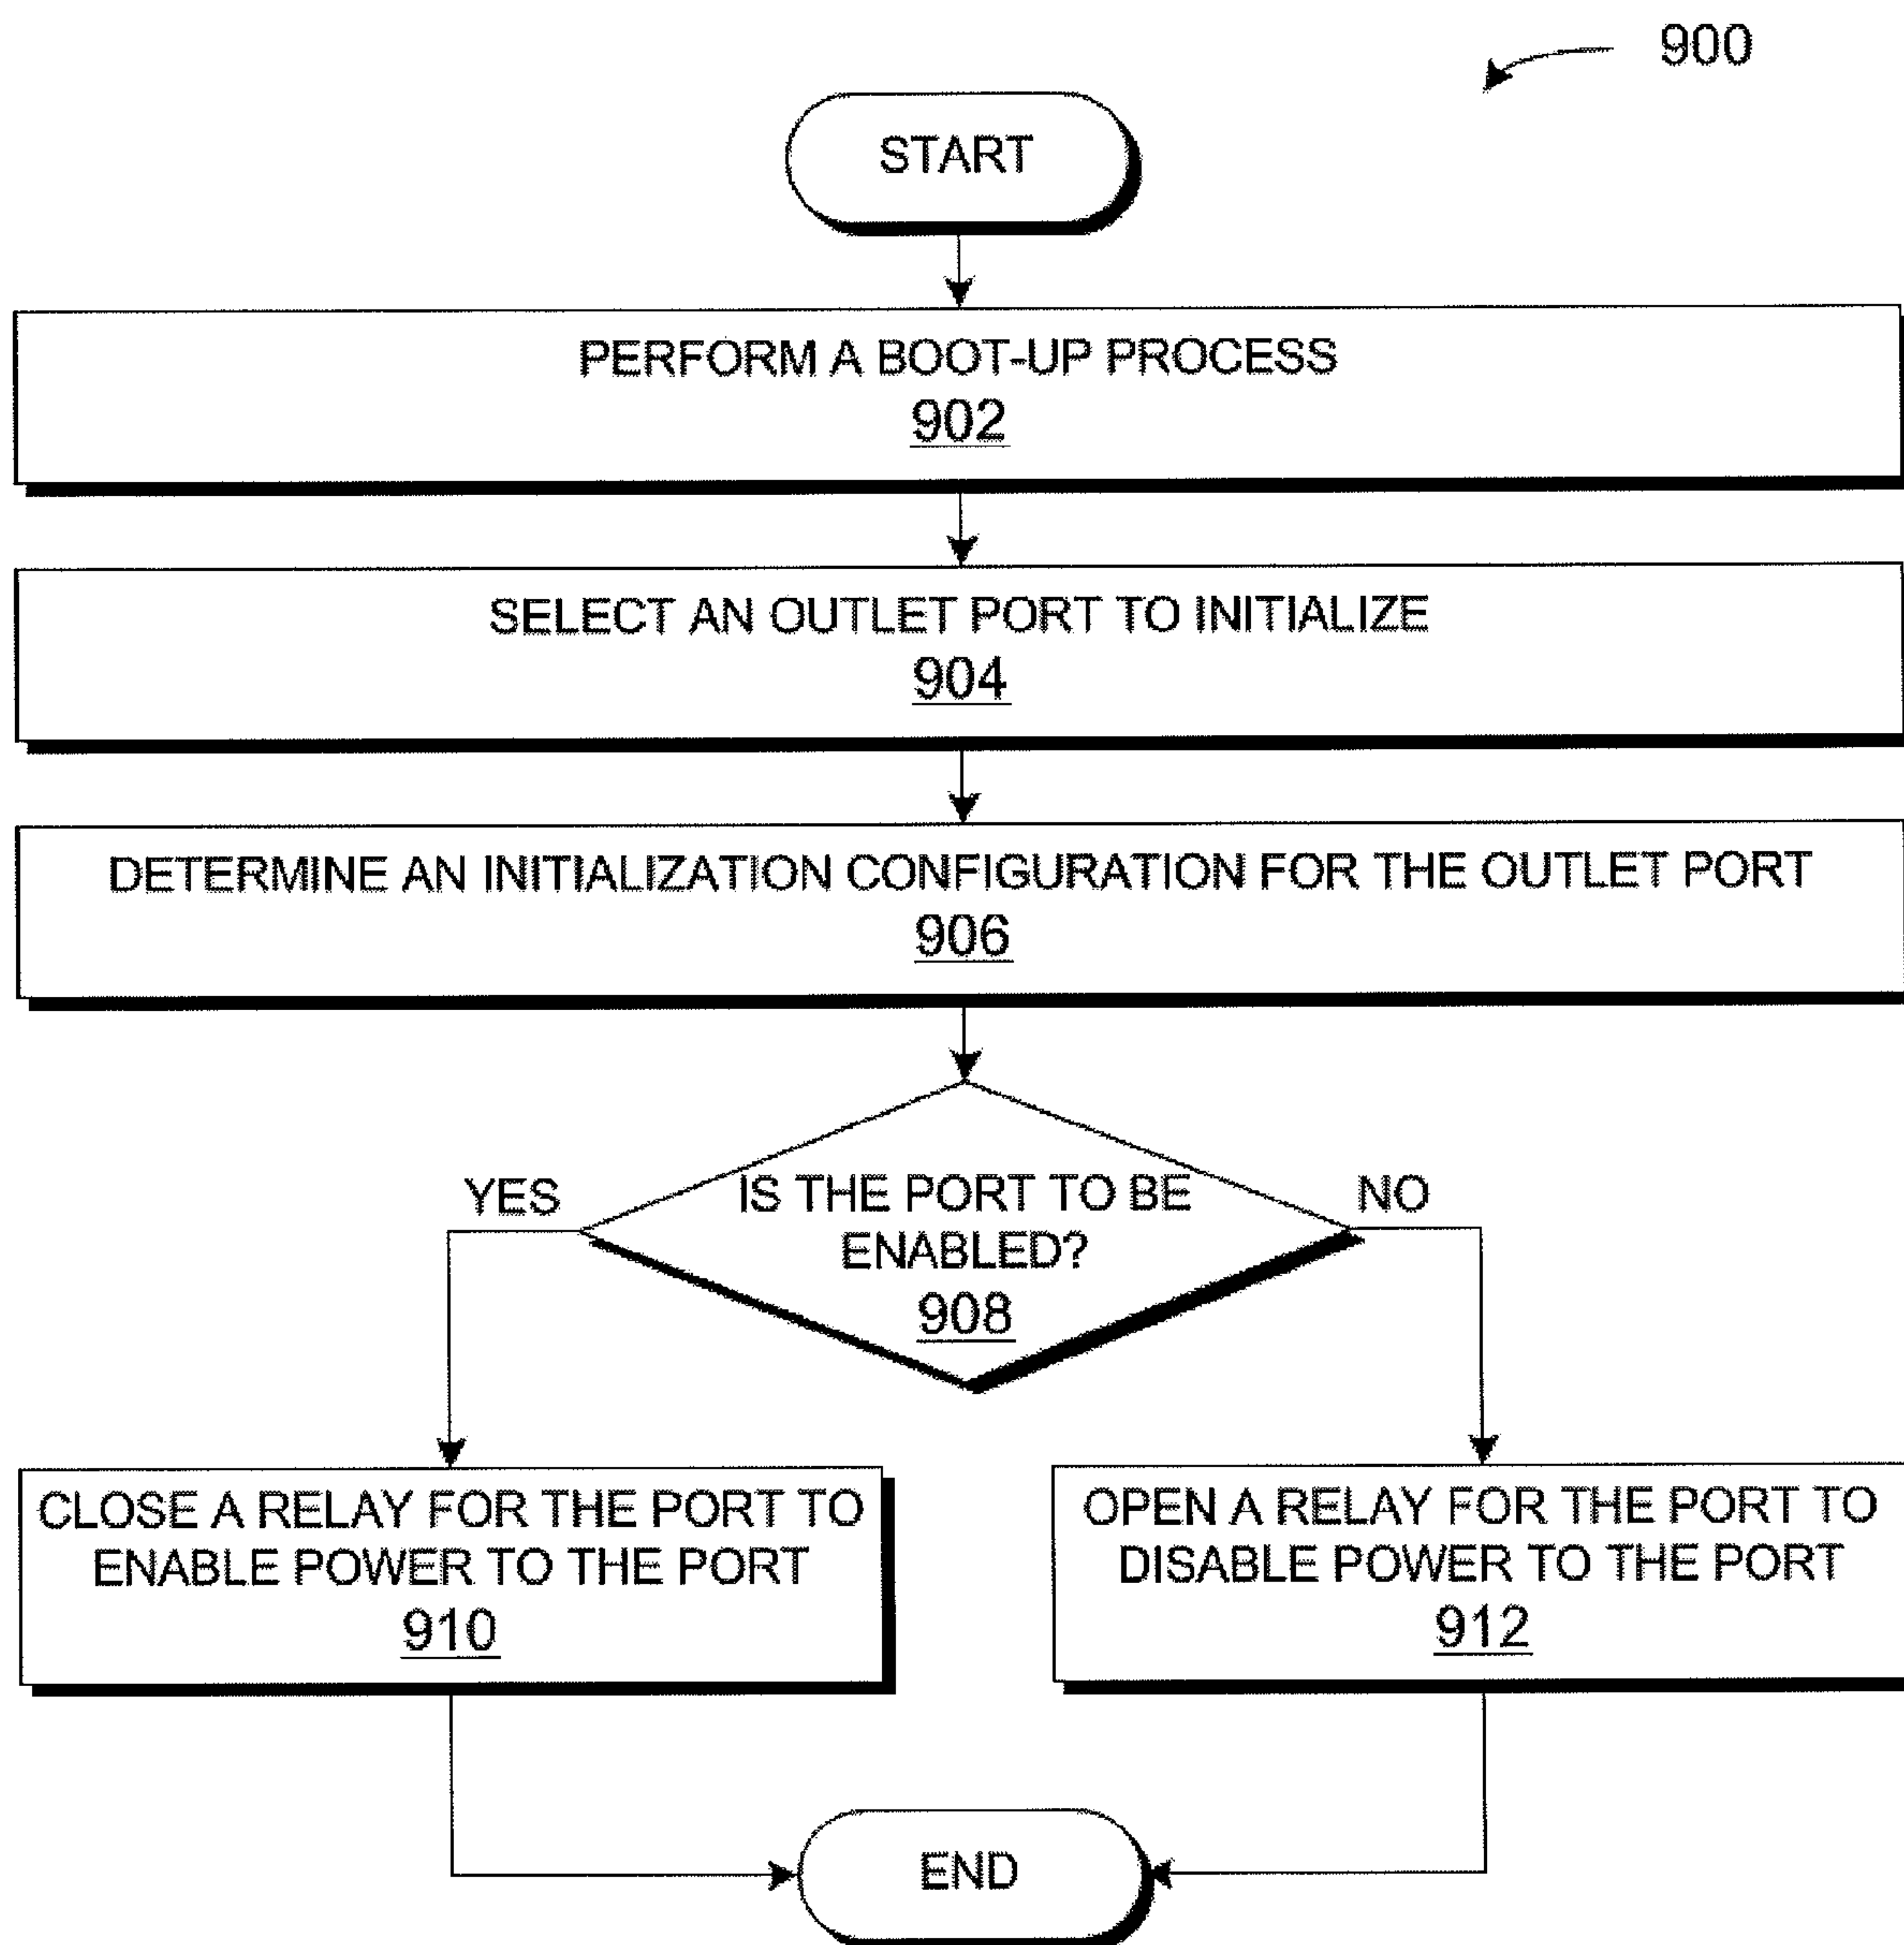 900
START
PERFORM A BOOT-UP PROCESS
902
SELECT AN OUTLET PORT TO INITIALIZE
904
DETERMINE AN INITIALIZATION CONFIGURATION FOR THE OUTLET PORT
906
IS THE PORT TO BE
ENABLED?
908
YES
NO
CLOSE A RELAY FOR THE PORT TO
ENABLE POWER TO THE PORT
910
OPEN A RELAY FOR THE PORT TO
DISABLE POWER TO THE PORT
912
END